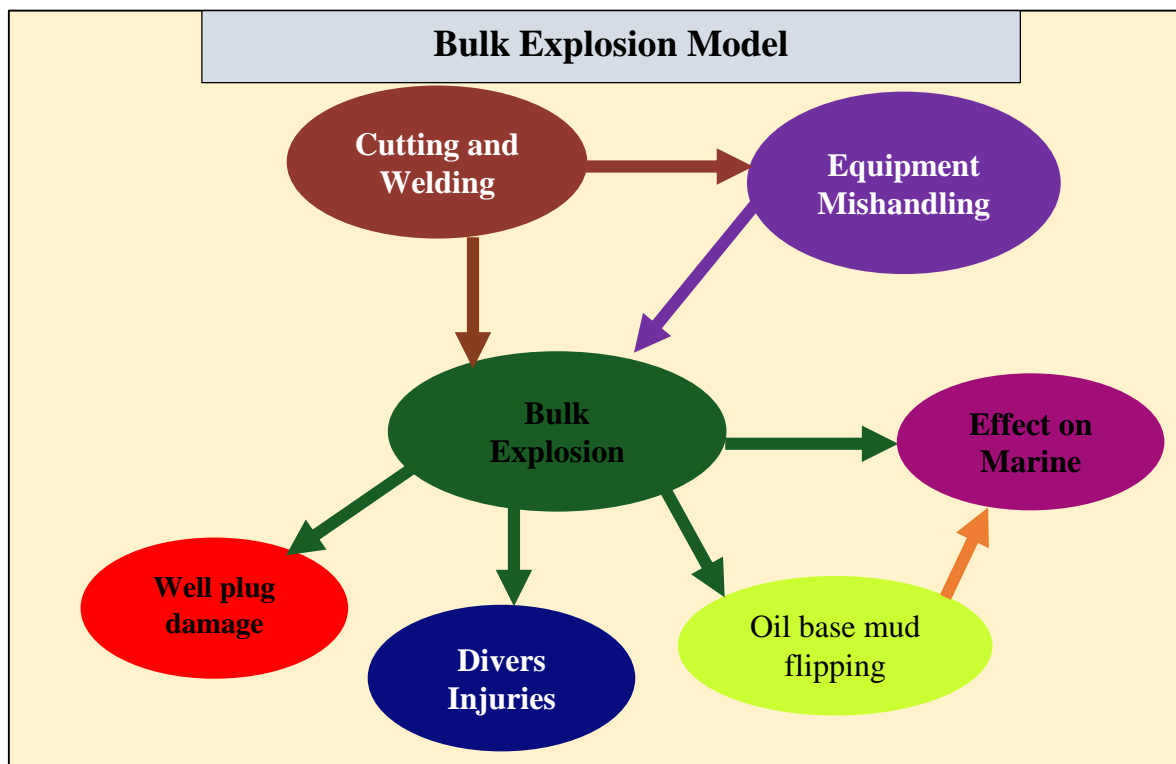 Bulk Explosion Model
Cutting and
Welding
Equipment
Mishandling
Bulk
Explosion
Effect on
Marine
Well plug
damage
Divers
Injuries
Oil base mud
flipping